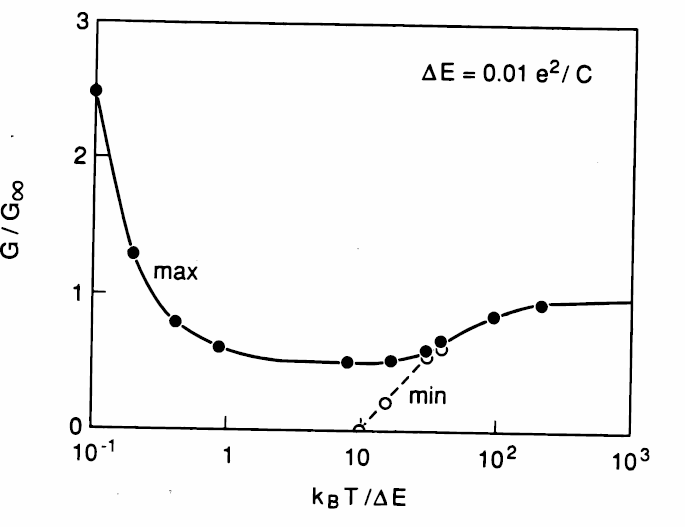 3
ΔE = 0.01 e²/ C
2
G / G∞
max
1
min
0
10⁻¹ 1 10 10² 10³
k_B T /ΔE